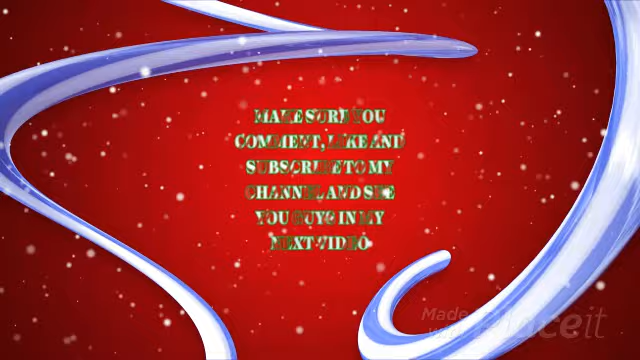 MAKE SURE YOU
COMMENT, LIKE AND
SUBSCRIBE TO MY
CHANNEL AND SEE
YOU GUYS IN MY
NEXT VIDEO
Made
with Placeit